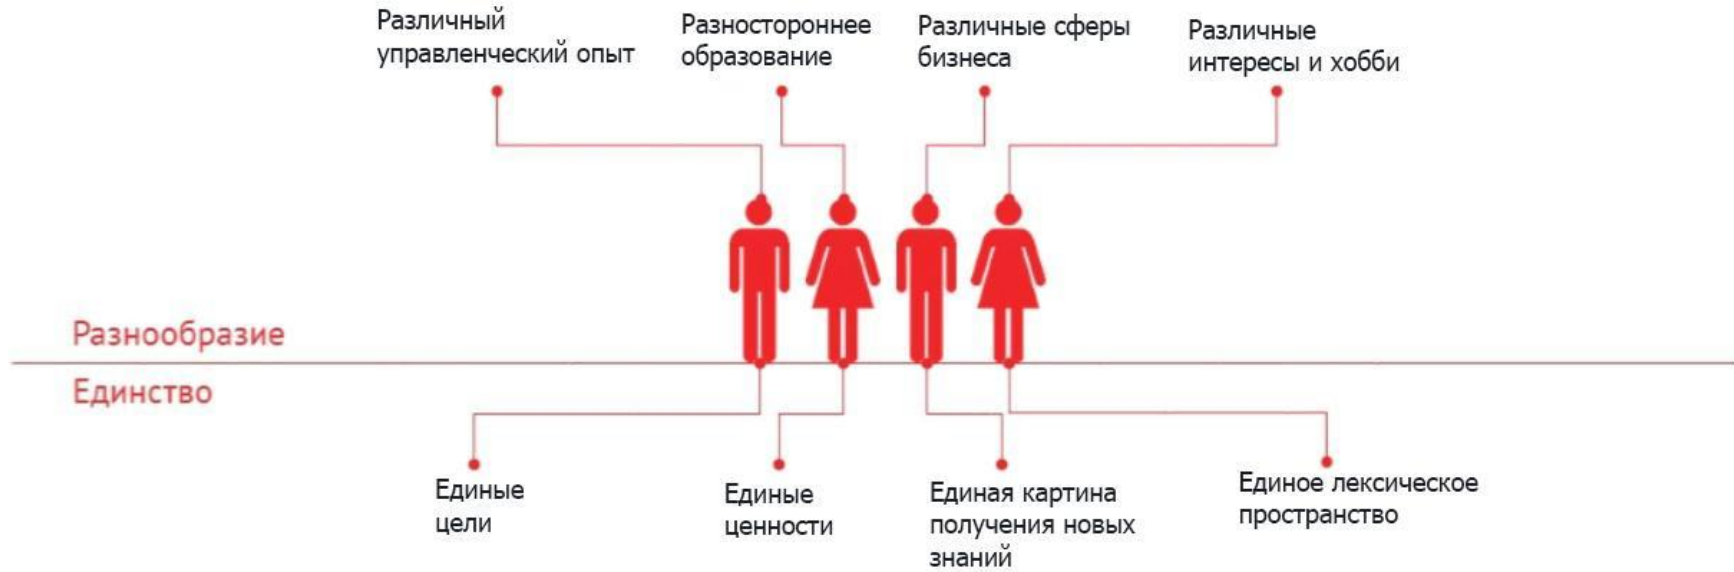 Различный
управленческий опыт
Разностороннее
образование
Различные сферы
бизнеса
Различные
интересы и хобби
Разнообразие
Единство
Единые
цели
Единые
ценности
Единая картина
получения новых
знаний
Единое лексическое
пространство